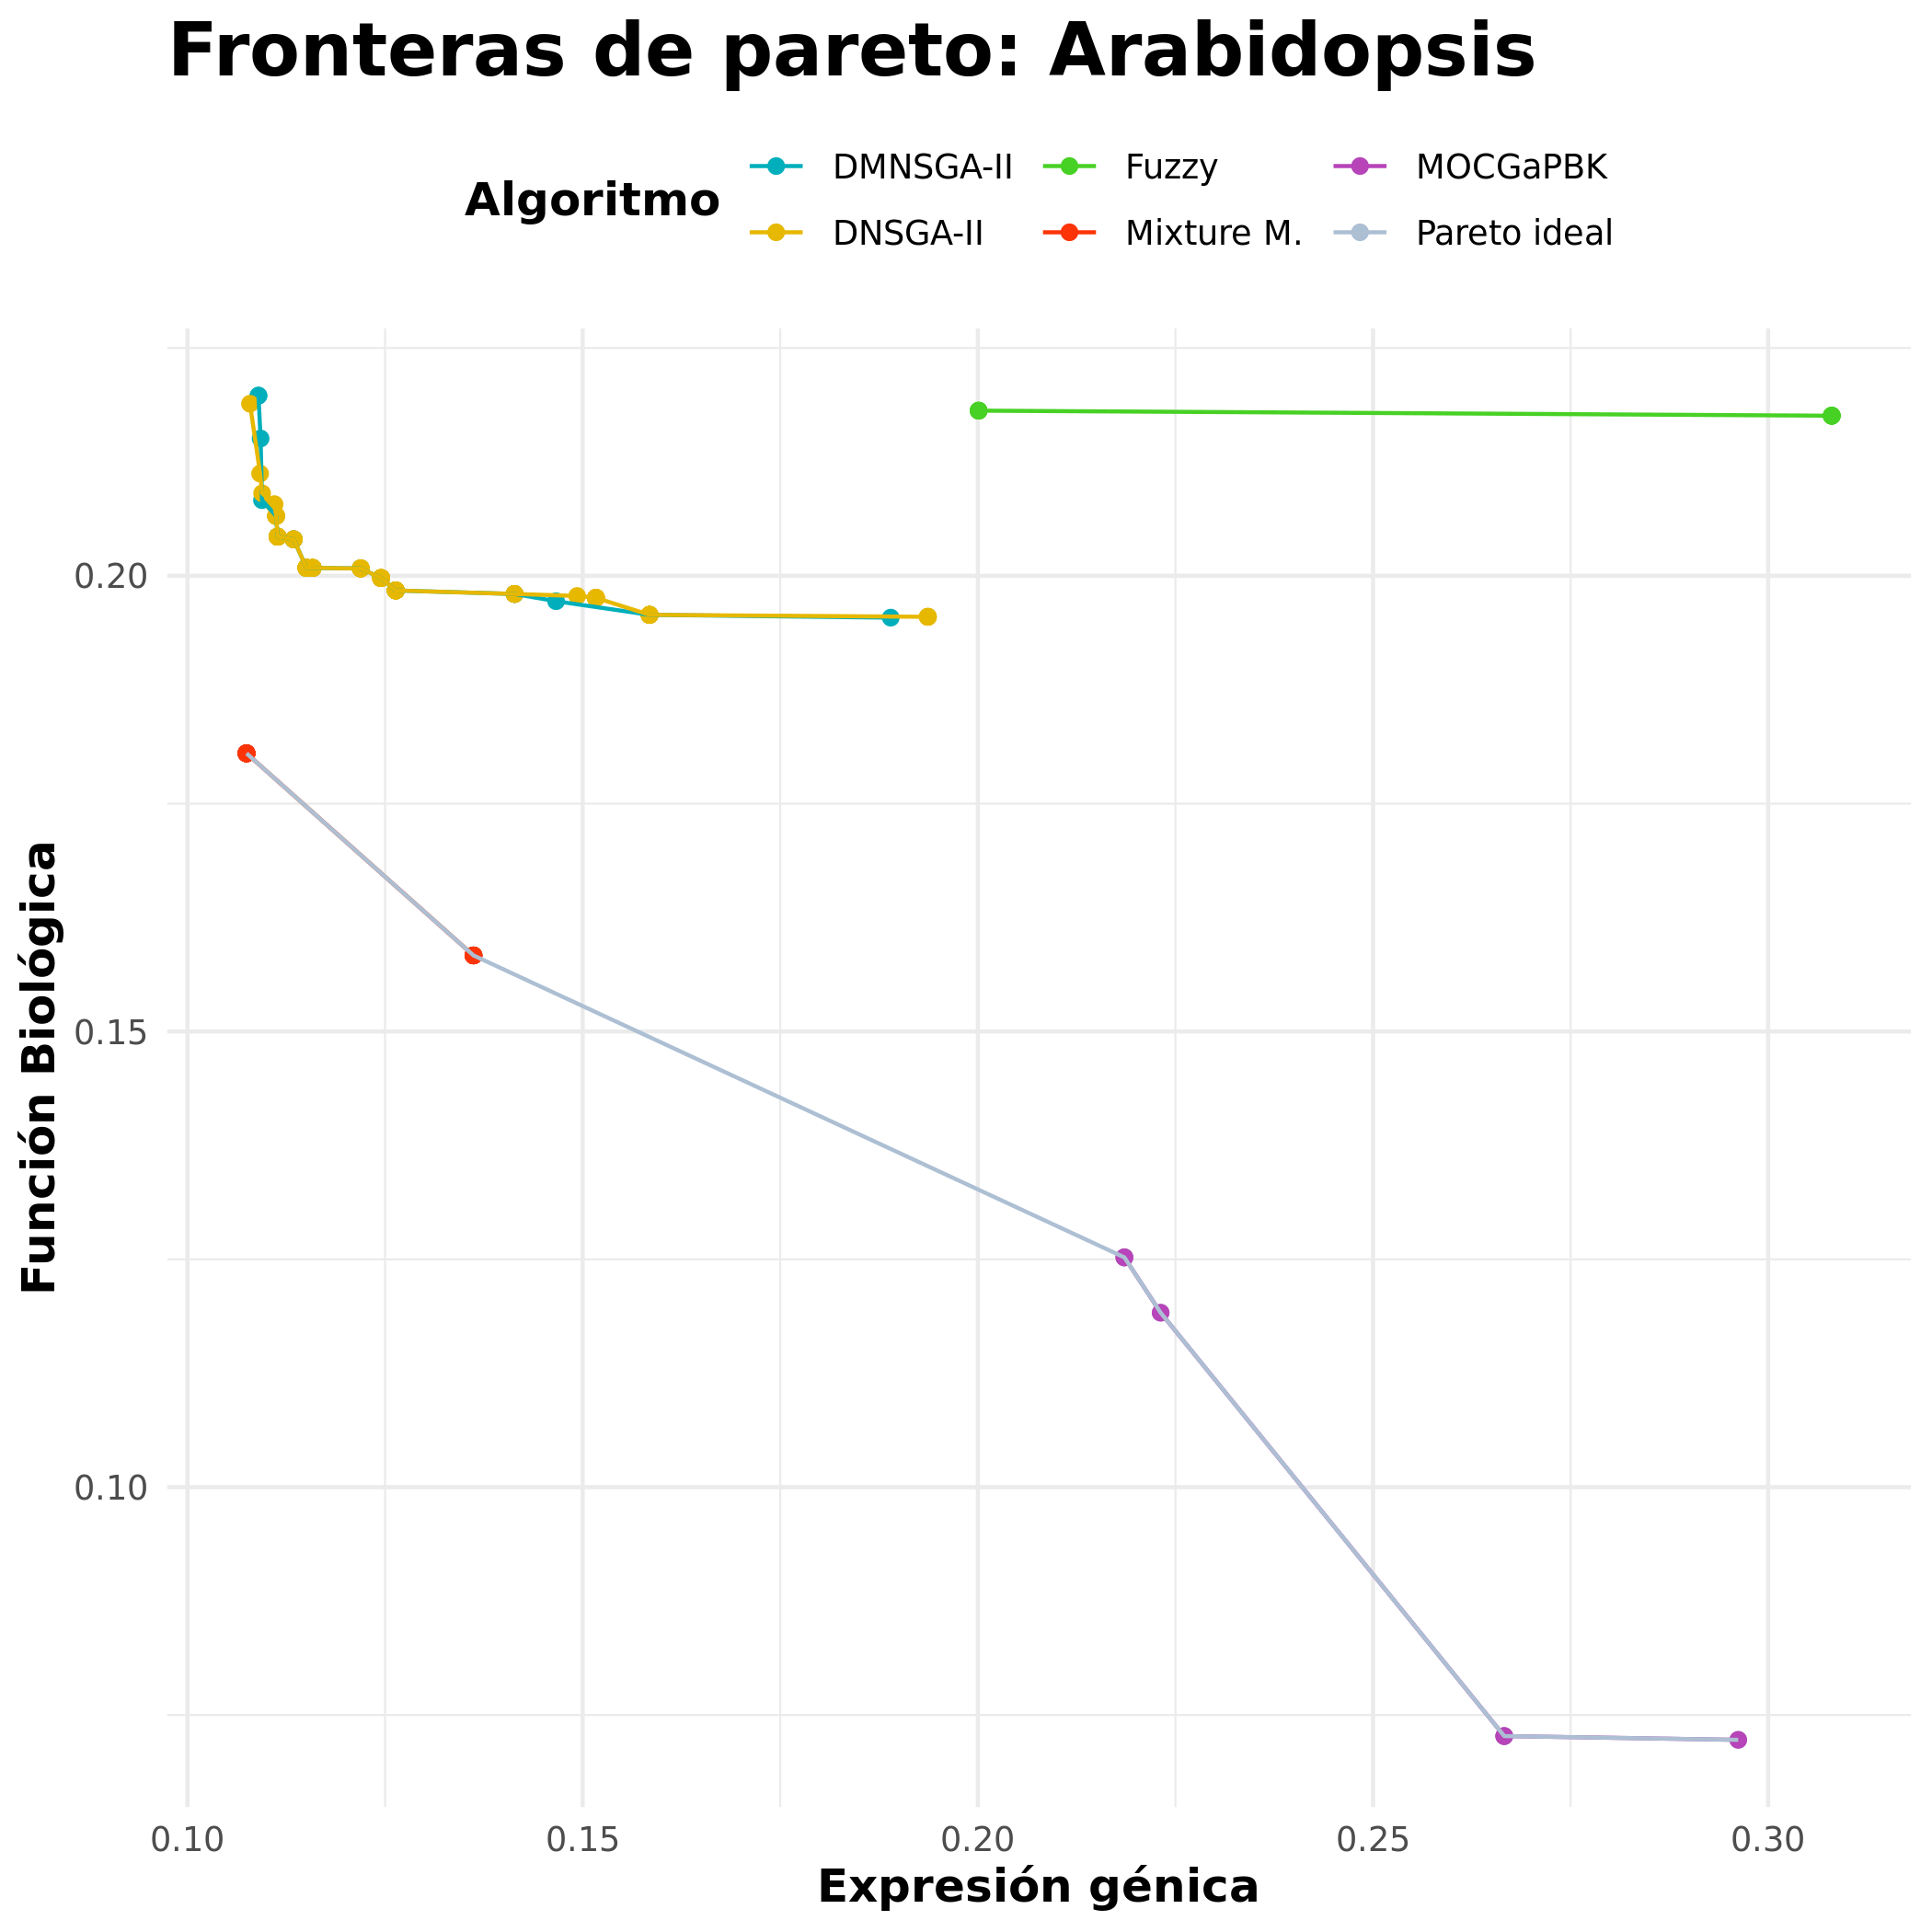 Fronteras de pareto: Arabidopsis
Algoritmo
DMNSGA-II
Fuzzy
MOCGaPBK
DNSGA-II
Mixture M.
Pareto ideal
Función Biológica
0.20
0.15
0.10
0.10
0.15
0.20
0.25
0.30
Expresión génica